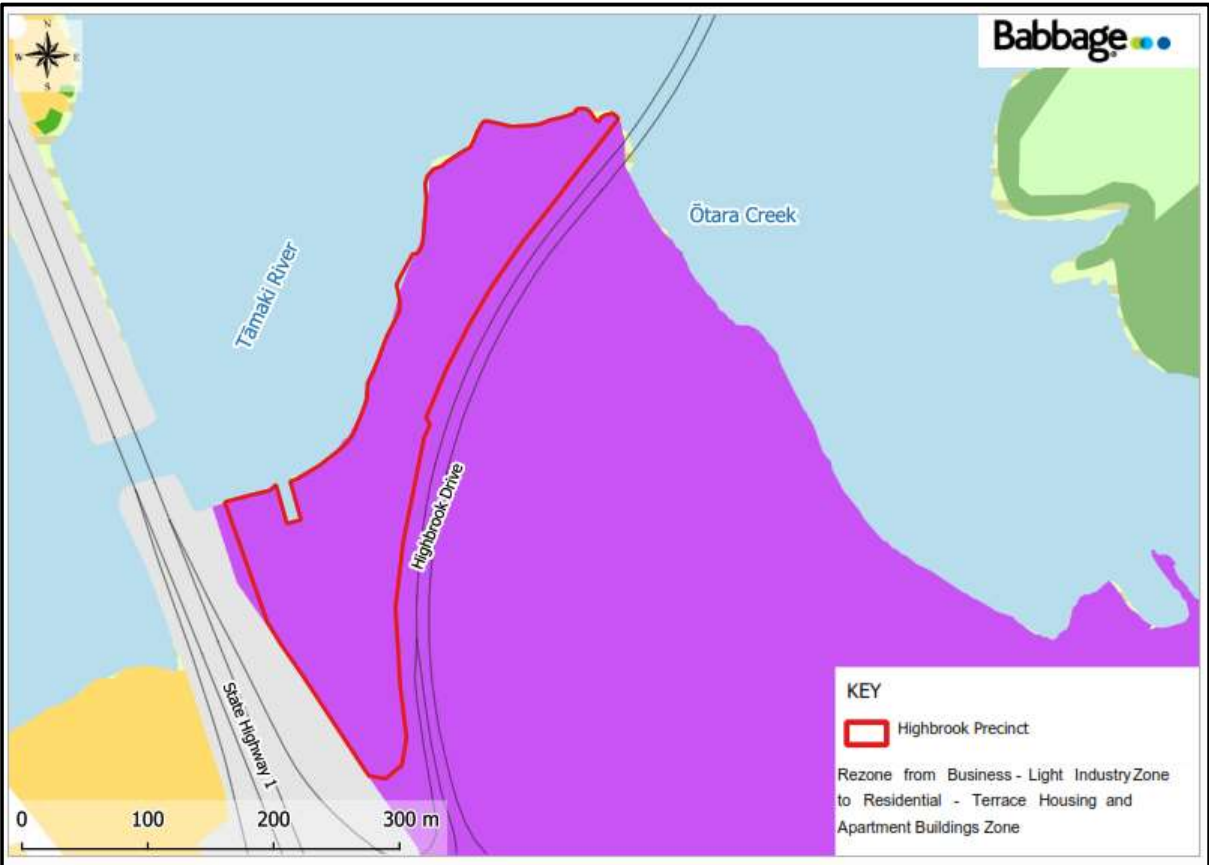 N
W E
S
Babbage
Ōtara Creek
Tāmaki River
Highbrook Drive
State Highway 1
KEY
Highbrook Precinct
Rezone from Business - Light Industry Zone
to Residential - Terrace Housing and
Apartment Buildings Zone
0 100 200 300 m